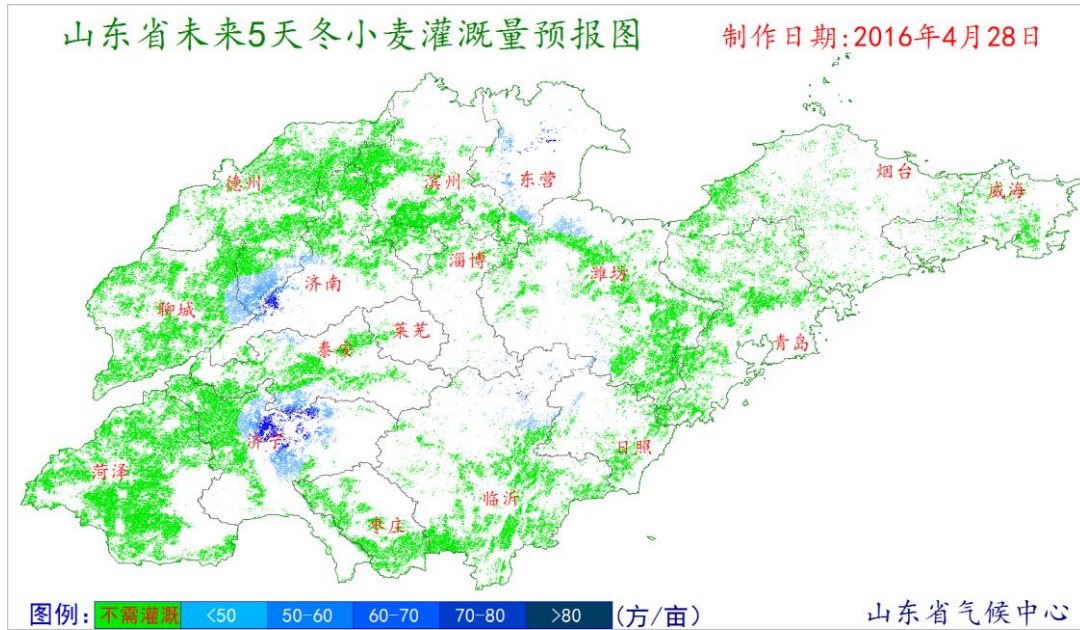 山东省未来5天冬小麦灌溉量预报图
制作日期:2016年4月28日
烟台
威海
德州
滨州
东营
淄博
潍坊
济南
聊城
莱芜
泰安
青岛
济宁
日照
菏泽
临沂
枣庄
图例: 不需灌溉 <50 50-60 60-70 70-80 >80 (方/亩)
山东省气候中心